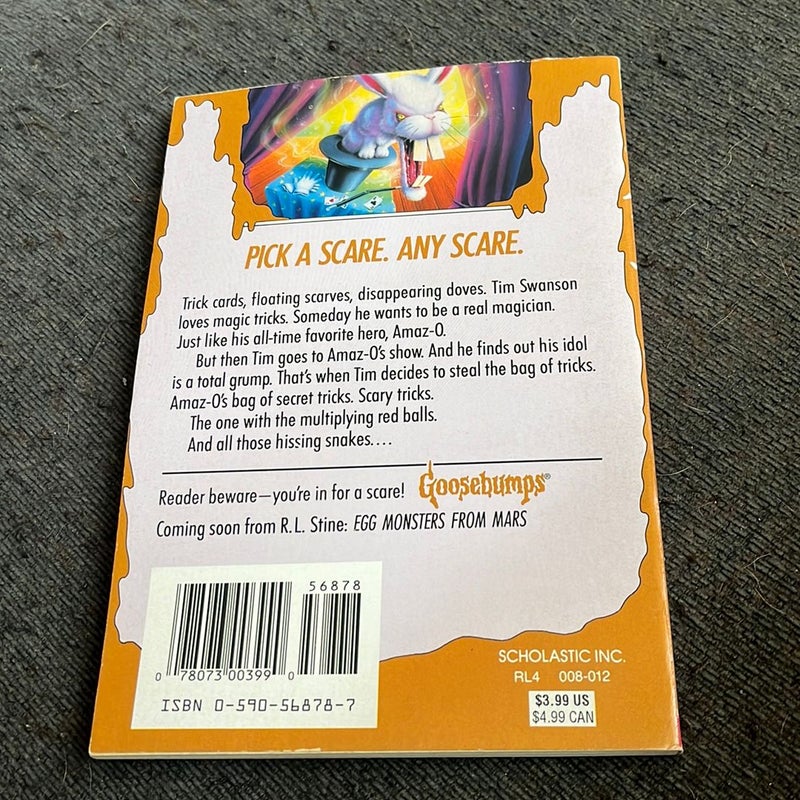 PICK A SCARE. ANY SCARE.
Trick cards, floating scarves, disappearing doves. Tim Swanson
loves magic tricks. Someday he wants to be a real magician.
Just like his all-time favorite hero, Amaz-O.
But then Tim goes to Amaz-O's show. And he finds out his idol
is a total grump. That's when Tim decides to steal the bag of tricks.
Amaz-O's bag of secret tricks. Scary tricks.
The one with the multiplying red balls.
And all those hissing snakes....
Reader beware—you're in for a scare! Goosebumps®
Coming soon from R.L. Stine: EGG MONSTERS FROM MARS
56878
0 78073 00399 0
ISBN 0-590-56878-7
SCHOLASTIC INC.
RL4 008-012
$3.99 US
$4.99 CAN